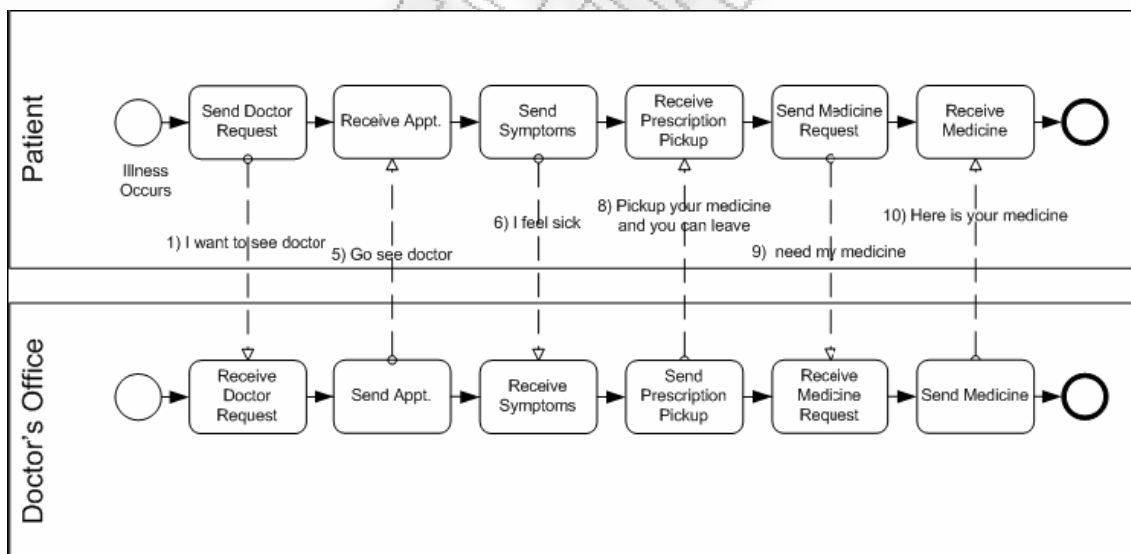 Patient
Send Doctor
Request
Receive Appt.
Send
Symptoms
Receive
Prescription
Pickup
Send Medicine
Request
Receive
Medicine
Illness
Occurs
1) I want to see doctor
5) Go see doctor
6) I feel sick
8) Pickup your medicine
and you can leave
9) need my medicine
10) Here is your medicine
Doctor's Office
Receive
Doctor
Request
Send Appt.
Receive
Symptoms
Send
Prescription
Pickup
Receive
Medicine
Request
Send Medicine